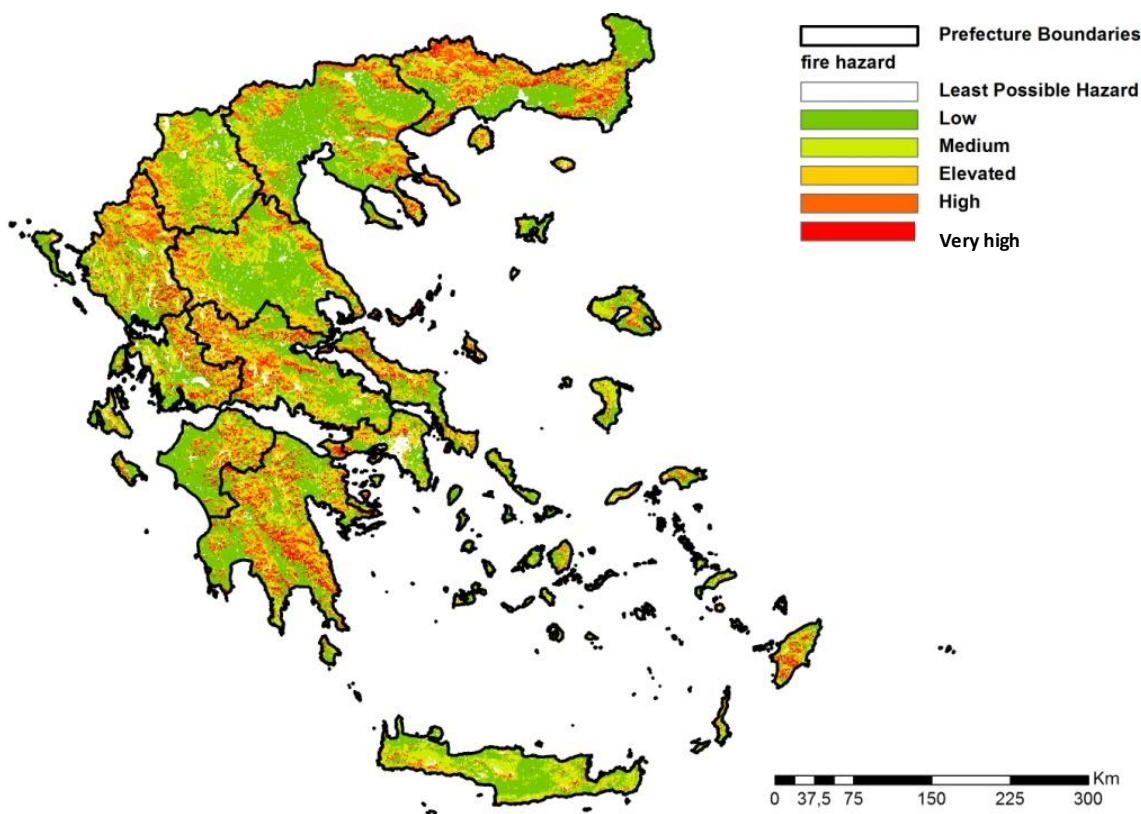 Prefecture Boundaries
fire hazard
Least Possible Hazard
Low
Medium
Elevated
High
Very high
Km
0 37,5 75 150 225 300